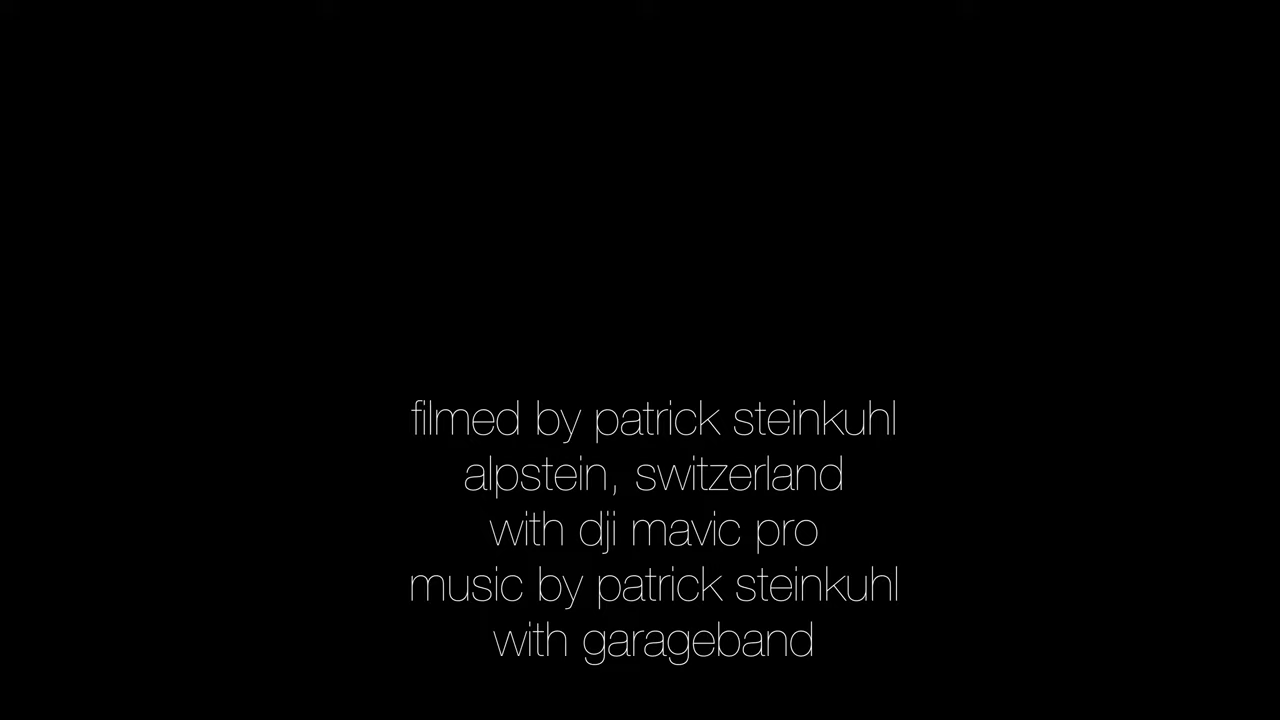 filmed by patrick steinkuhl
alpstein, switzerland
with dji mavic pro
music by patrick steinkuhl
with garageband